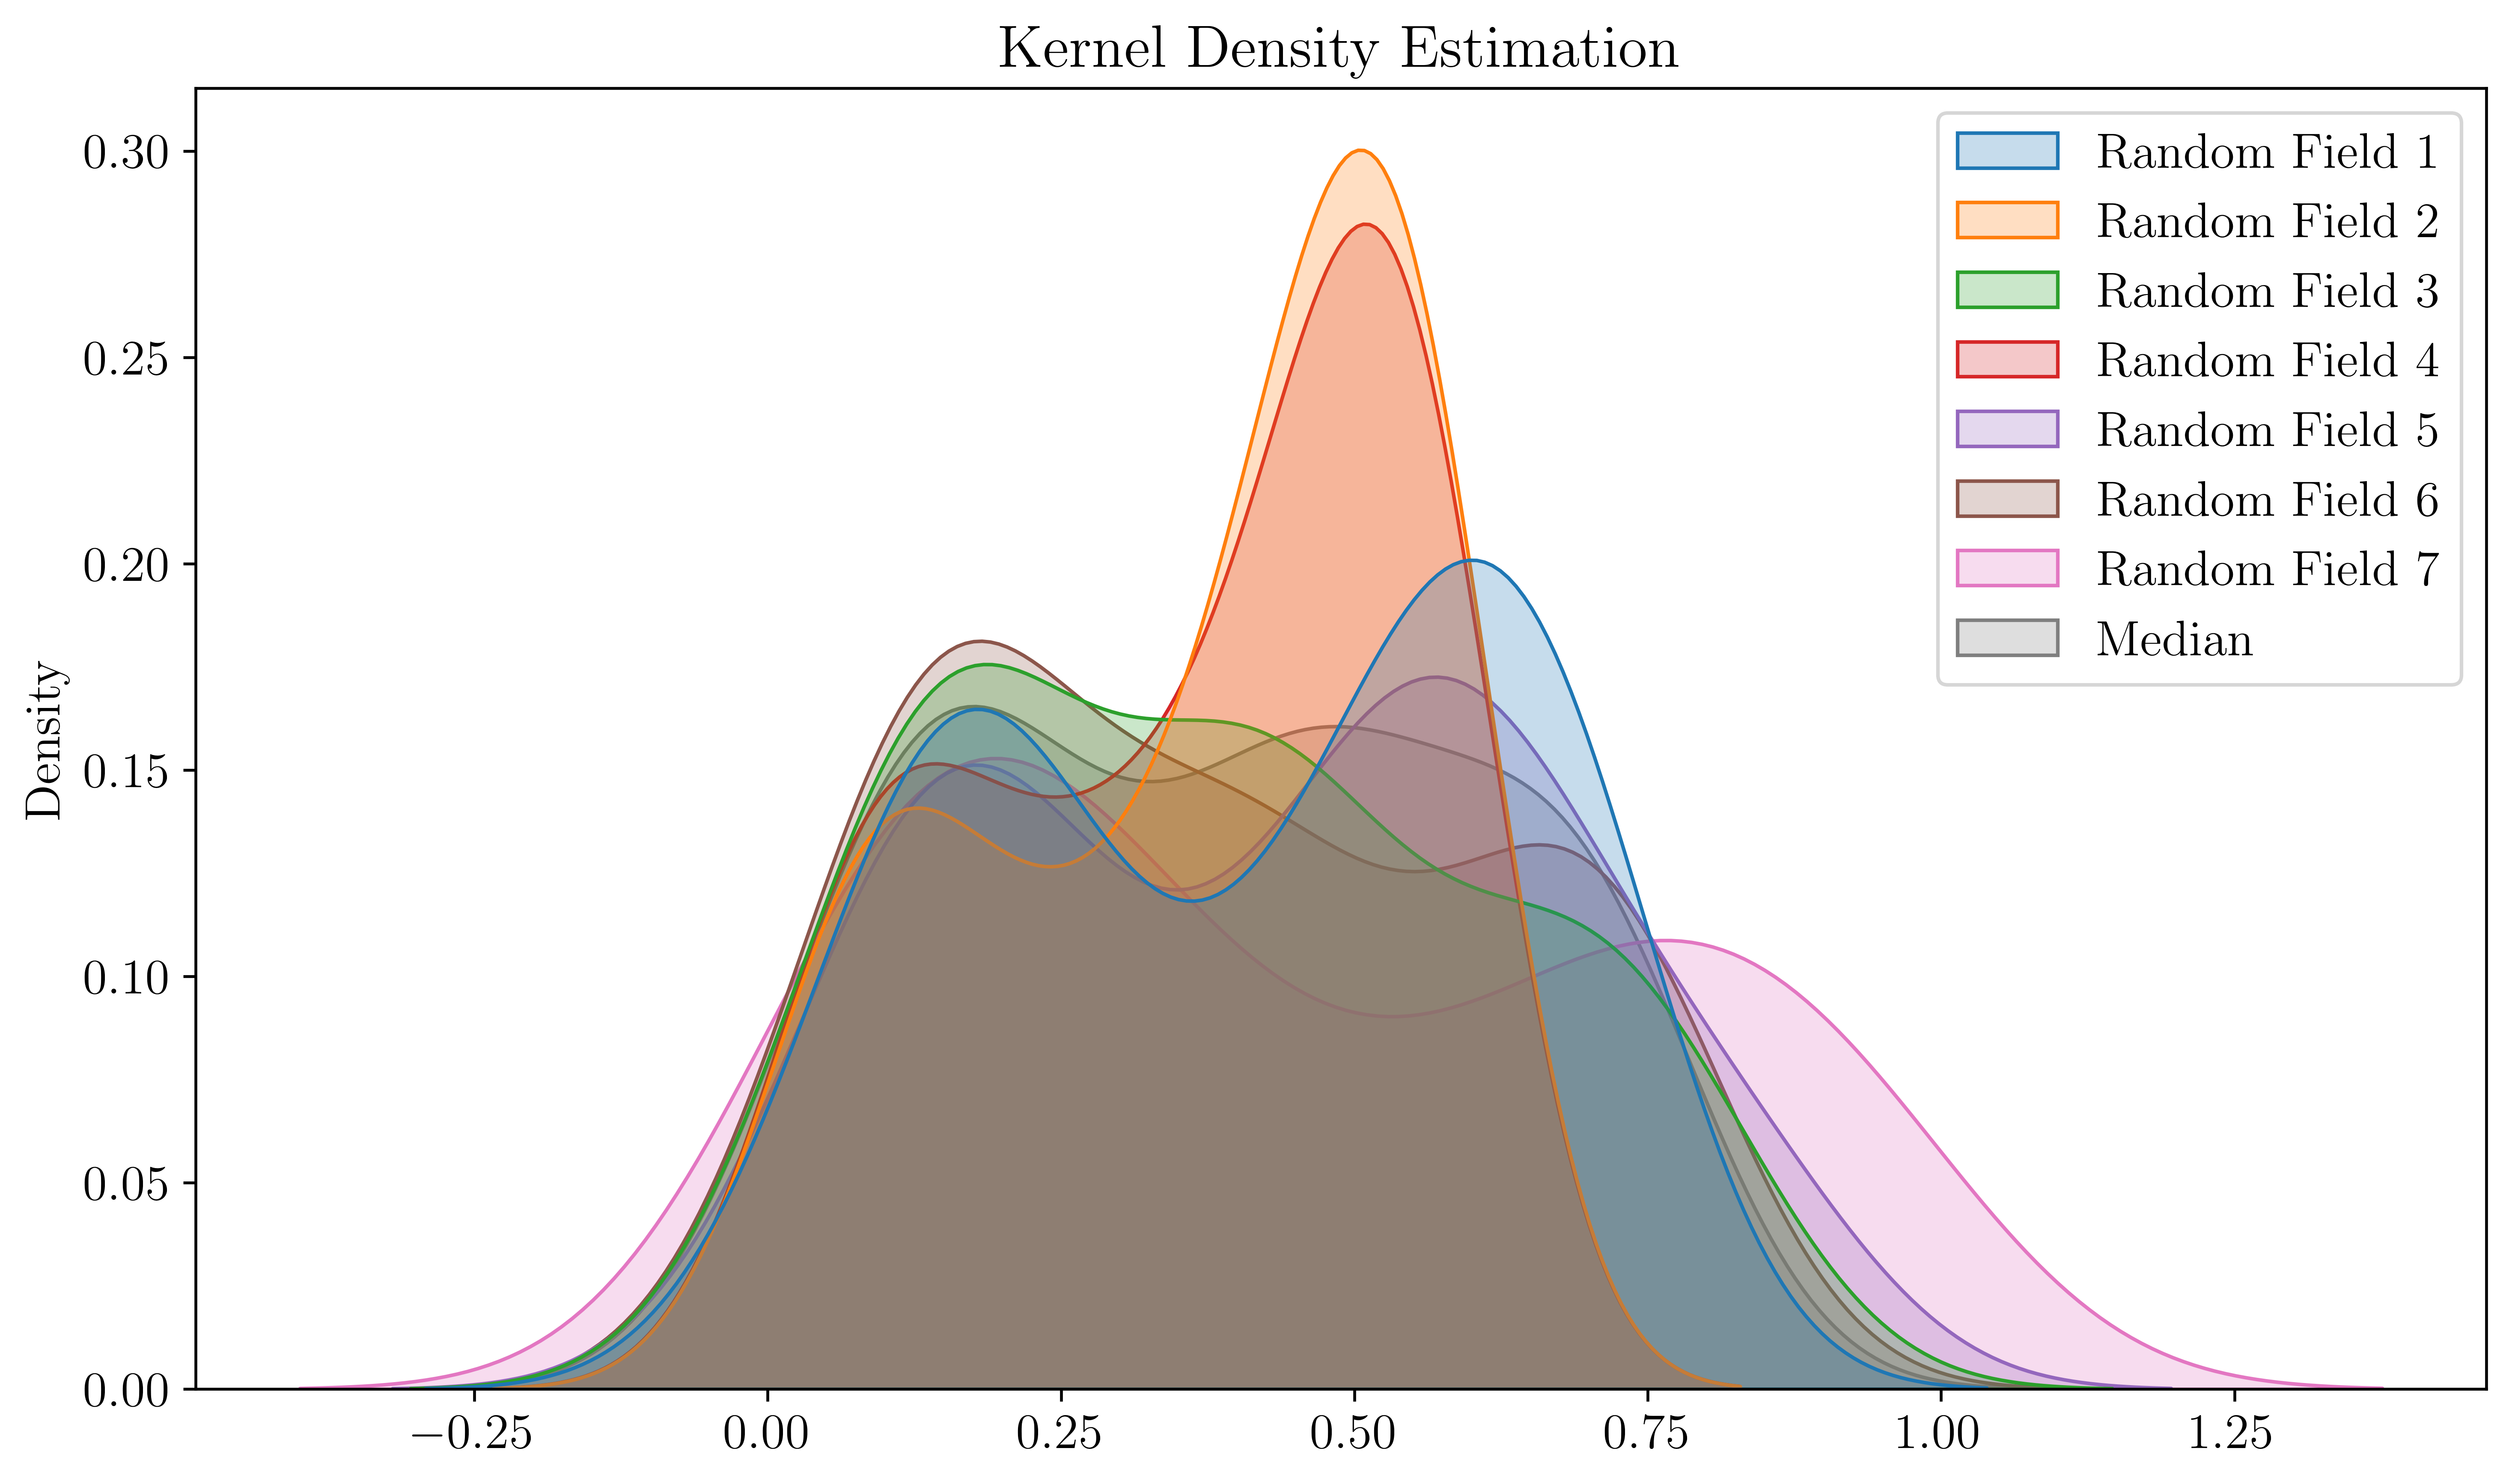 Kernel Density Estimation
0.30
0.25
0.20
0.15
0.10
0.05
0.00
Density
−0.25
0.00
0.25
0.50
0.75
1.00
1.25
Random Field 1
Random Field 2
Random Field 3
Random Field 4
Random Field 5
Random Field 6
Random Field 7
Median